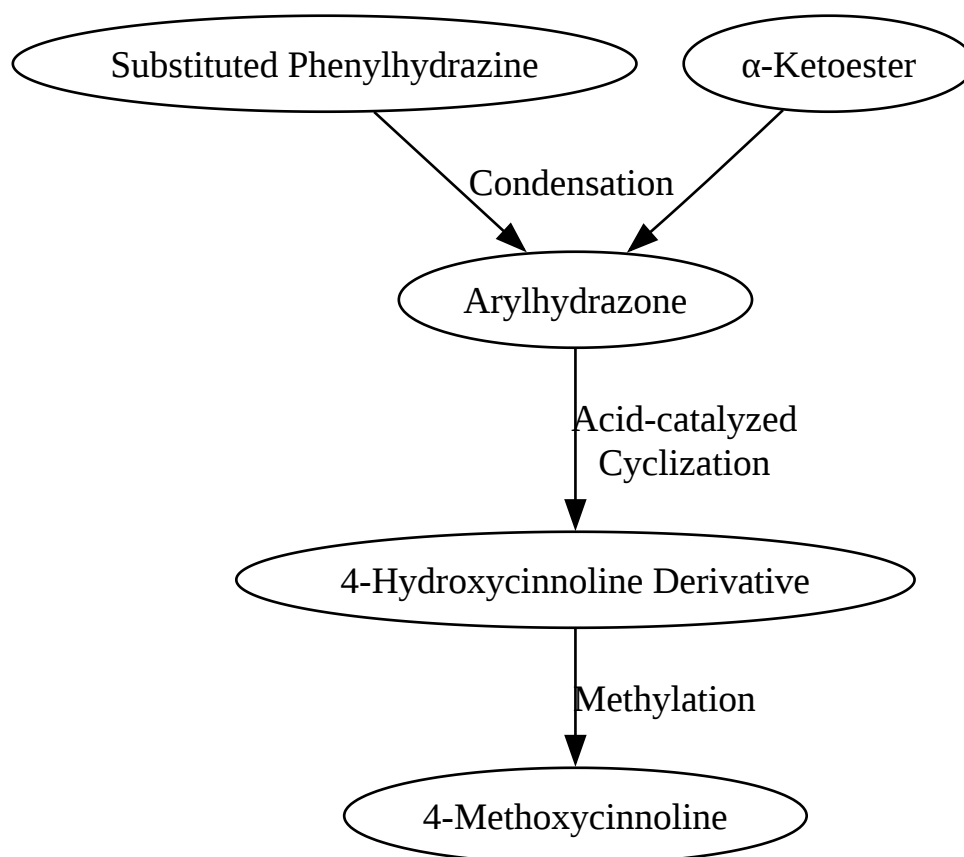 Substituted Phenylhydrazine
α-Ketoester
Condensation
Arylhydrazone
Acid-catalyzed
Cyclization
4-Hydroxycinnoline Derivative
Methylation
4-Methoxycinnoline